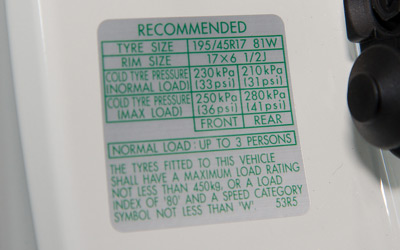 RECOMMENDED
TYRE SIZE 195/45R17 81W
RIM SIZE 17×6 1/2J
COLD TYRE PRESSURE (NORMAL LOAD) 230kPa (33psi) 210kPa (31psi)
COLD TYRE PRESSURE (MAX LOAD) 250kPa (36psi) 280kPa (41psi)
FRONT REAR
NORMAL LOAD: UP TO 3 PERSONS
THE TYRES FITTED TO THIS VEHICLE
SHALL HAVE A MAXIMUM LOAD RATING
NOT LESS THAN 450kg, OR A LOAD
INDEX OF '80' AND A SPEED CATEGORY
SYMBOL NOT LESS THAN 'W'. 53R5